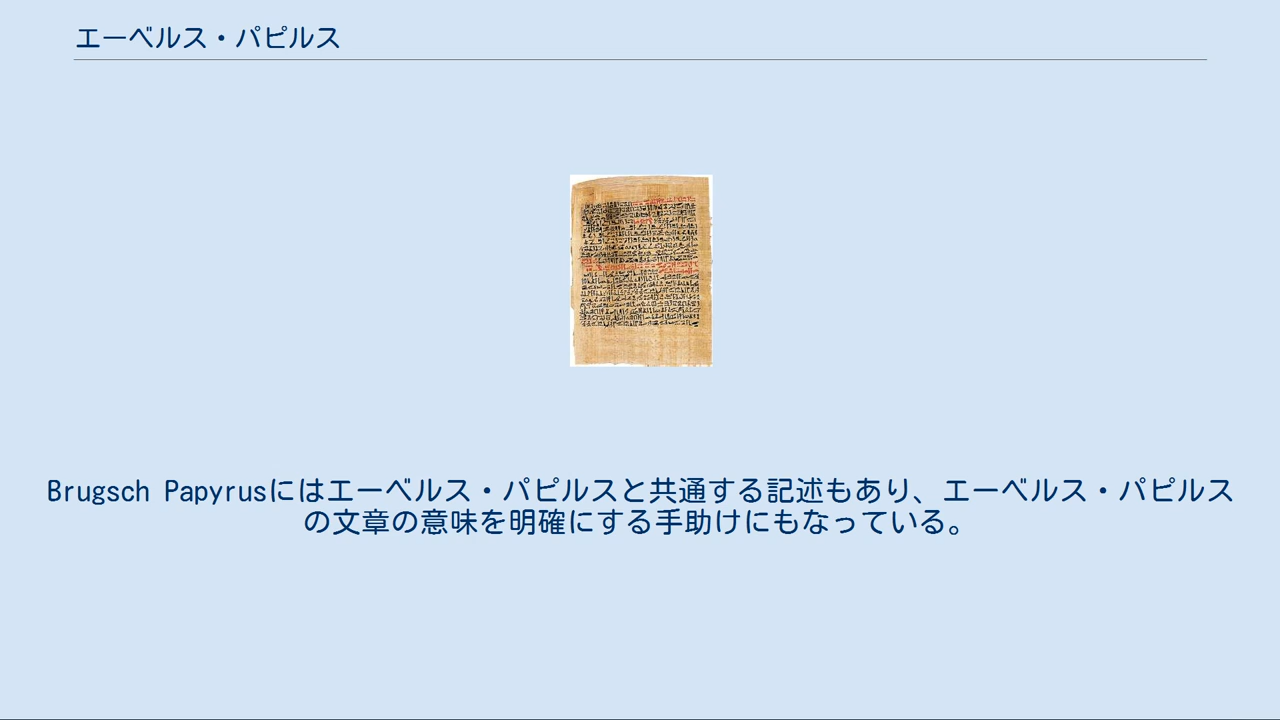 エーベルス・パピルス
Brugsch Papyrusにはエーベルス・パピルスと共通する記述もあり、エーベルス・パピルス
の文章の意味を明確にする手助けにもなっている。